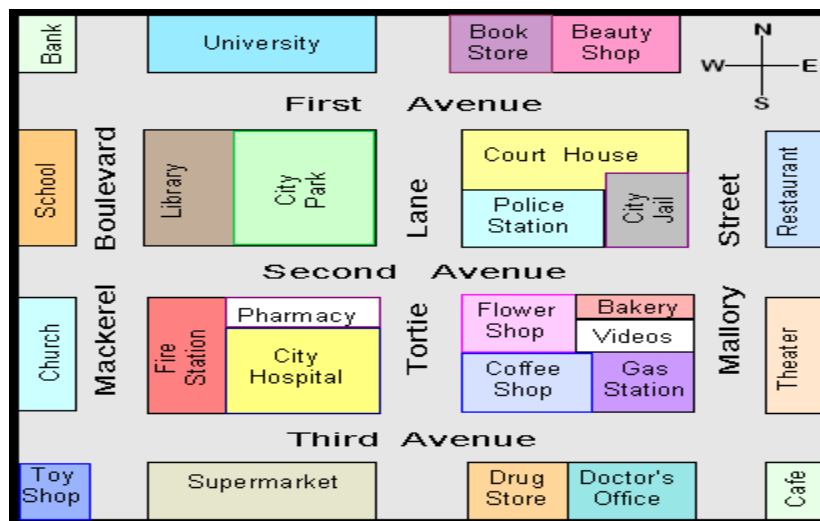 Bank
University
Book
Store
Beauty
Shop
N
W
E
S
First Avenue
School
Boulevard
Library
City
Park
Lane
Court House
Police
Station
City
Jail
Street
Restaurant
Second Avenue
Church
Mackerel
Fire
Station
Pharmacy
City
Hospital
Tortie
Flower
Shop
Bakery
Videos
Coffee
Shop
Gas
Station
Mallory
Theater
Third Avenue
Toy
Shop
Supermarket
Drug
Store
Doctor's
Office
Cafe